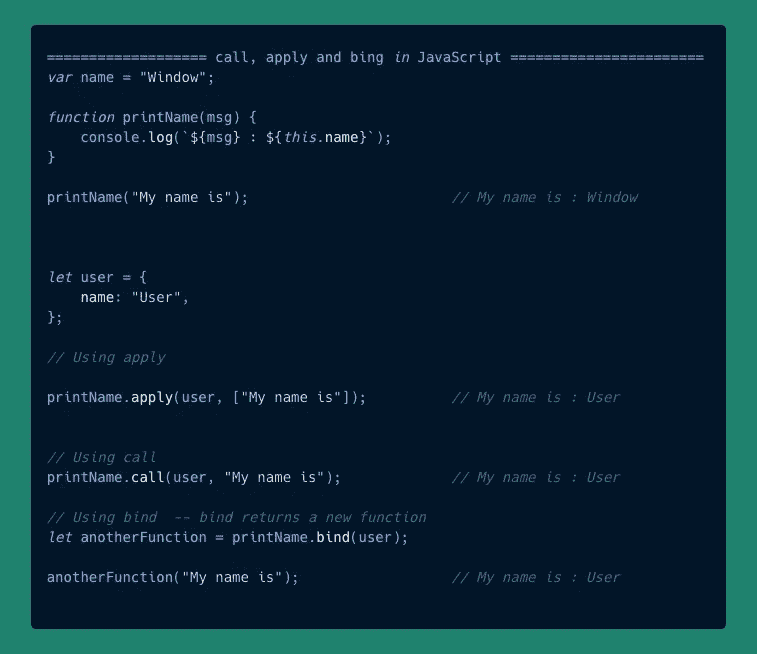 =================== call, apply and bing in JavaScript =======================
var name = "Window";
function printName(msg) {
    console.log(`${msg} : ${this.name}`);
}
printName("My name is");                        // My name is : Window
let user = {
    name: "User",
};
// Using apply
printName.apply(user, ["My name is"]);          // My name is : User
// Using call
printName.call(user, "My name is");             // My name is : User
// Using bind  -- bind returns a new function
let anotherFunction = printName.bind(user);
anotherFunction("My name is");                  // My name is : User